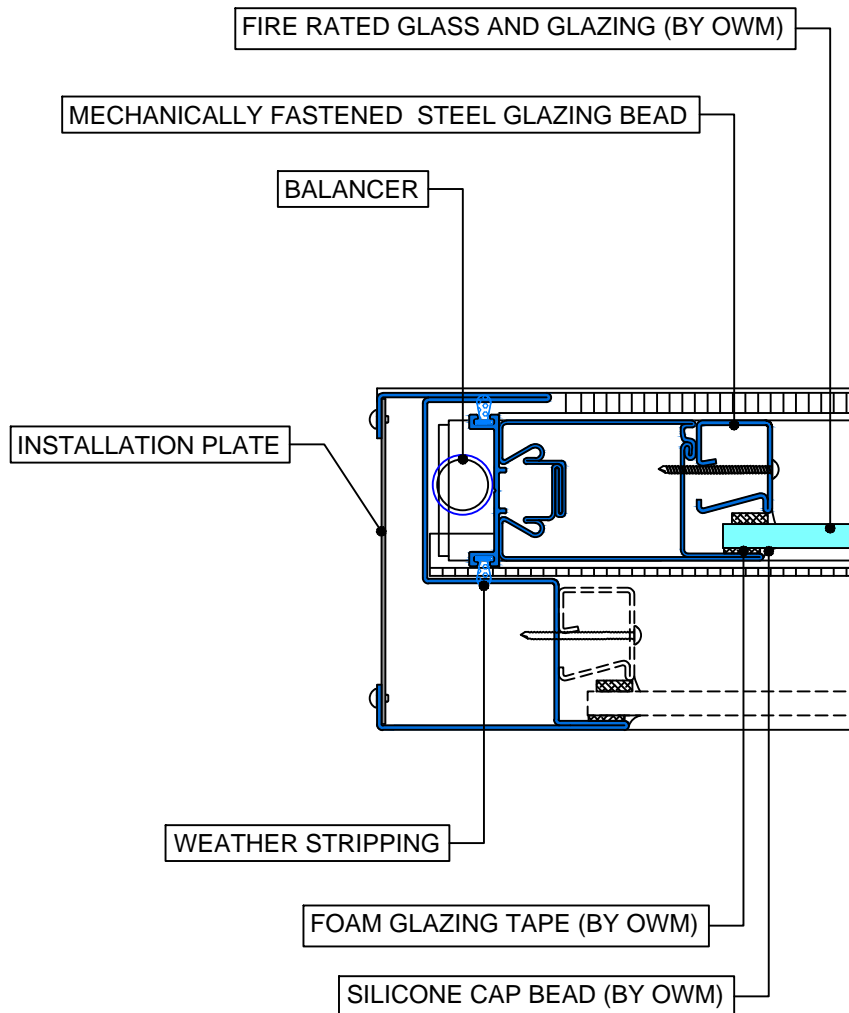 FIRE RATED GLASS AND GLAZING (BY OWM)
MECHANICALLY FASTENED  STEEL GLAZING BEAD
BALANCER
INSTALLATION PLATE
WEATHER STRIPPING
FOAM GLAZING TAPE (BY OWM)
SILICONE CAP BEAD (BY OWM)